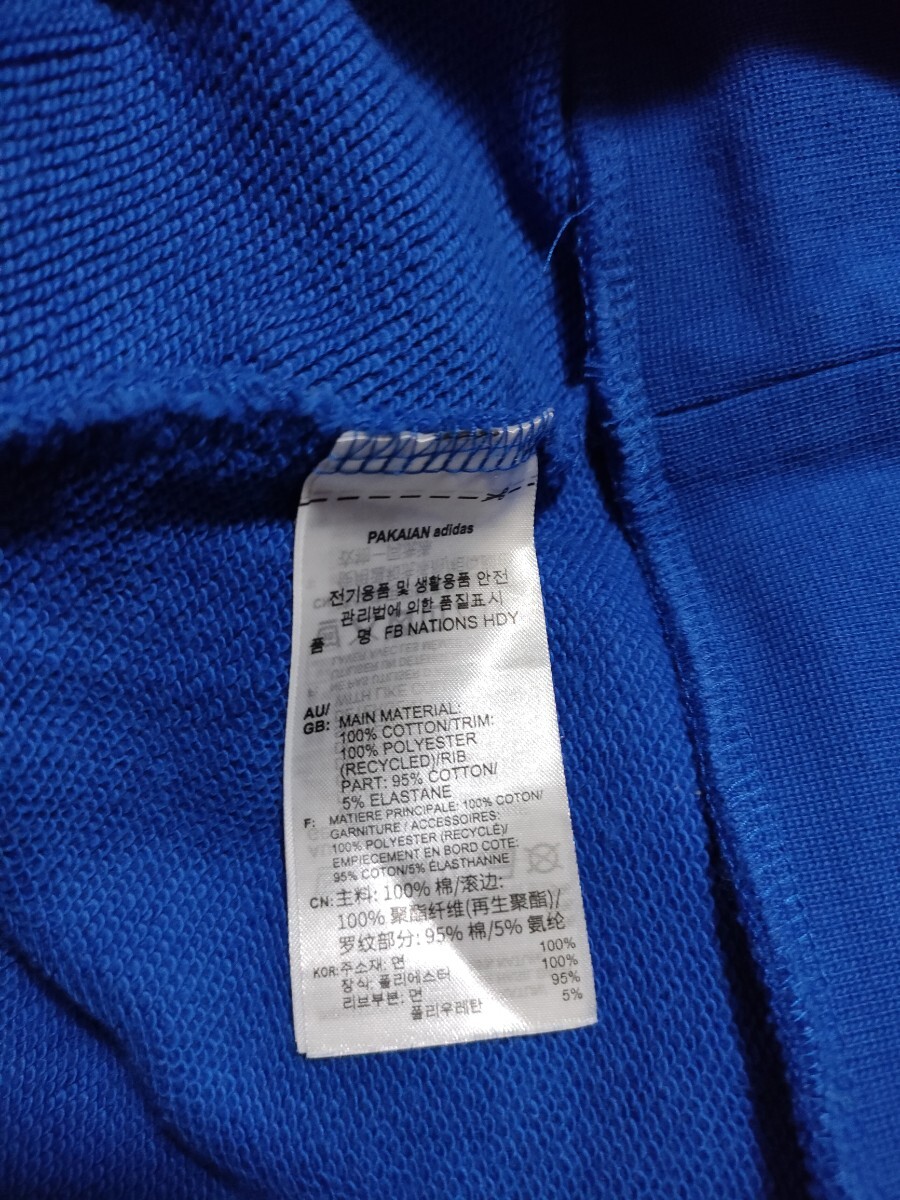 PAKAIAN adidas
전기용품 및 생활용품 안전
관리법에 의한 품질표시
품 명 FB NATIONS HDY
AU/
GB: MAIN MATERIAL:
100% COTTON/TRIM:
100% POLYESTER
(RECYCLED)/RIB
PART: 95% COTTON/
5% ELASTANE
F: MATIERE PRINCIPALE: 100% COTON/
GARNITURE / ACCESSOIRES:
100% POLYESTER (RECYCLÉ)/
EMPIECEMENT EN BORD COTE:
95% COTON/5% ÉLASTHANNE
CN: 主料: 100% 棉/滚边:
100% 聚酯纤维(再生聚酯)/
罗纹部分: 95% 棉/5% 氨纶
KOR: 주소재: 면 100%
장식: 폴리에스터 100%
리브부분: 면 95%
폴리우레탄 5%